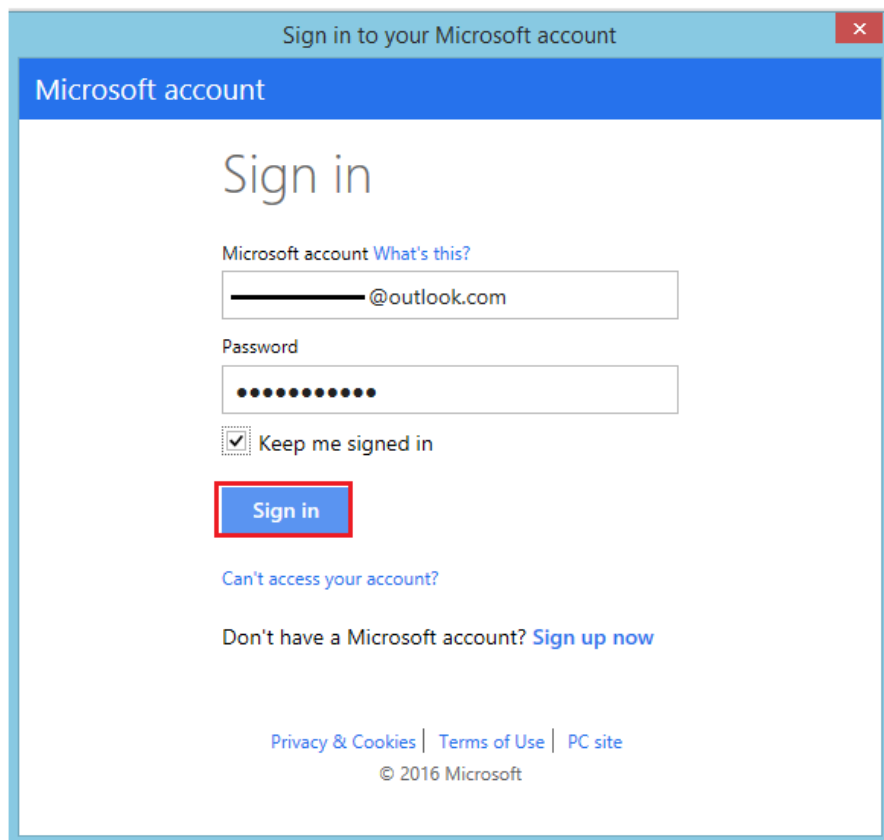 Sign in to your Microsoft account
Microsoft account
Sign in
Microsoft account What's this?
@outlook.com
Password
●●●●●●●●●●●
Keep me signed in
Sign in
Can't access your account?
Don't have a Microsoft account? Sign up now
Privacy & Cookies | Terms of Use | PC site
© 2016 Microsoft